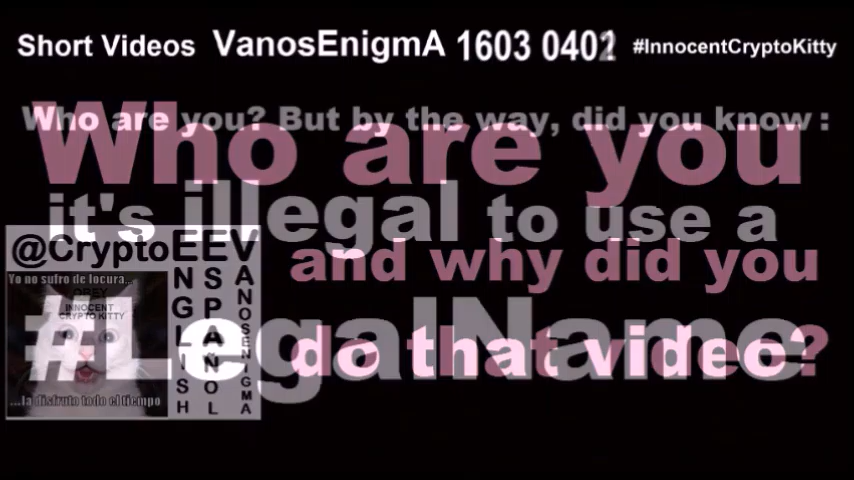 Short Videos VanosEnigmA 1603 0402 #InnocentCryptoKitty
Who are you? But by the way, did you know :
Who are you
it's illegal to use a
and why did you
#LegalName
do that video?
@CryptoEEV
ENGLISH
ESPAÑOL
VANOSENIGMA
Yo no sufro de locura...
OBEY
INNOCENT
CRYPTO KITTY
...la disfruto todo el tiempo